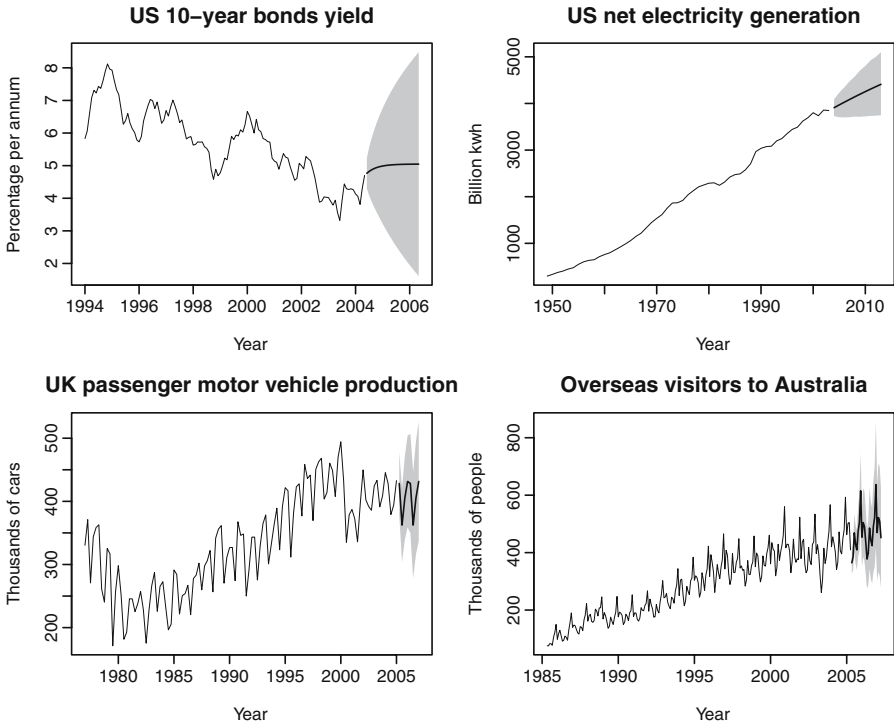 US 10–year bonds yield
Percentage per annum
8
7
6
5
4
3
2
1994 1996 1998 2000 2002 2004 2006
Year
US net electricity generation
Billion kwh
5000
3000
1000
1950 1970 1990 2010
Year
UK passenger motor vehicle production
Thousands of cars
500
400
300
200
1980 1985 1990 1995 2000 2005
Year
Overseas visitors to Australia
Thousands of people
800
600
400
200
1985 1990 1995 2000 2005
Year